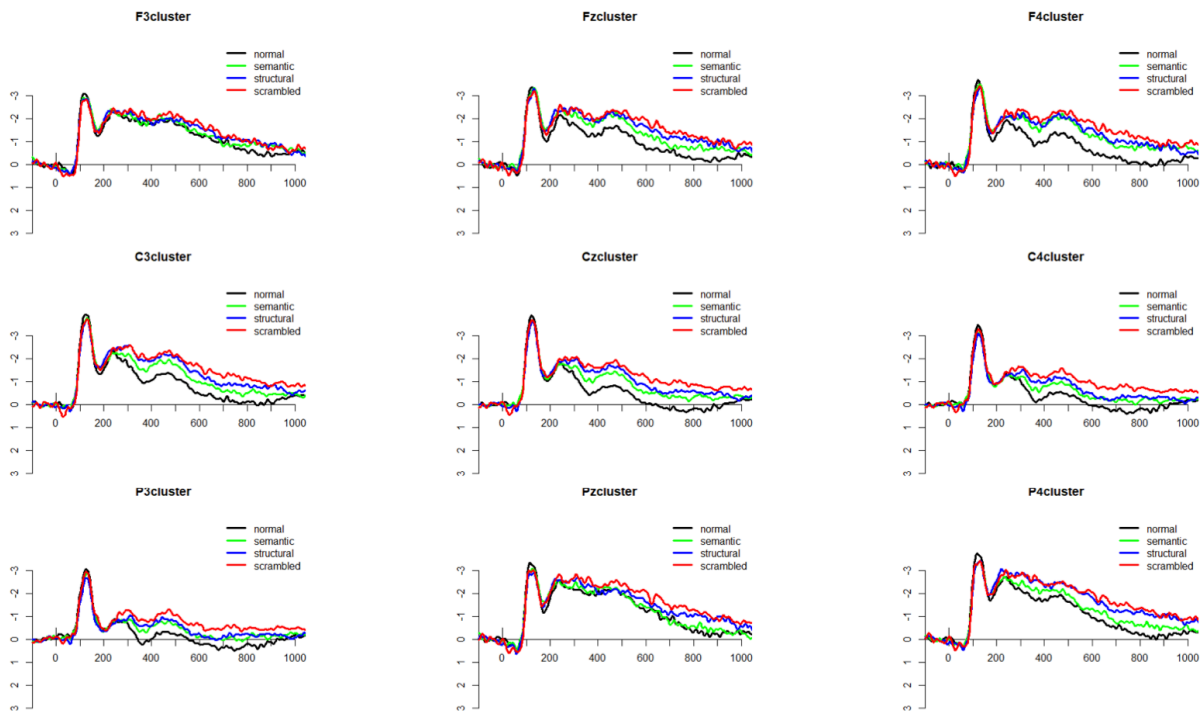 F3cluster
normal
semantic
structural
scrambled
-3
-2
-1
0
1
2
3
0 200 400 600 800 1000
Fzcluster
normal
semantic
structural
scrambled
-3
-2
-1
0
1
2
3
0 200 400 600 800 1000
F4cluster
normal
semantic
structural
scrambled
-3
-2
-1
0
1
2
3
0 200 400 600 800 1000
C3cluster
normal
semantic
structural
scrambled
-3
-2
-1
0
1
2
3
0 200 400 600 800 1000
Czcluster
normal
semantic
structural
scrambled
-3
-2
-1
0
1
2
3
0 200 400 600 800 1000
C4cluster
normal
semantic
structural
scrambled
-3
-2
-1
0
1
2
3
0 200 400 600 800 1000
P3cluster
normal
semantic
structural
scrambled
-3
-2
-1
0
1
2
3
0 200 400 600 800 1000
Pzcluster
normal
semantic
structural
scrambled
-3
-2
-1
0
1
2
3
0 200 400 600 800 1000
P4cluster
normal
semantic
structural
scrambled
-3
-2
-1
0
1
2
3
0 200 400 600 800 1000